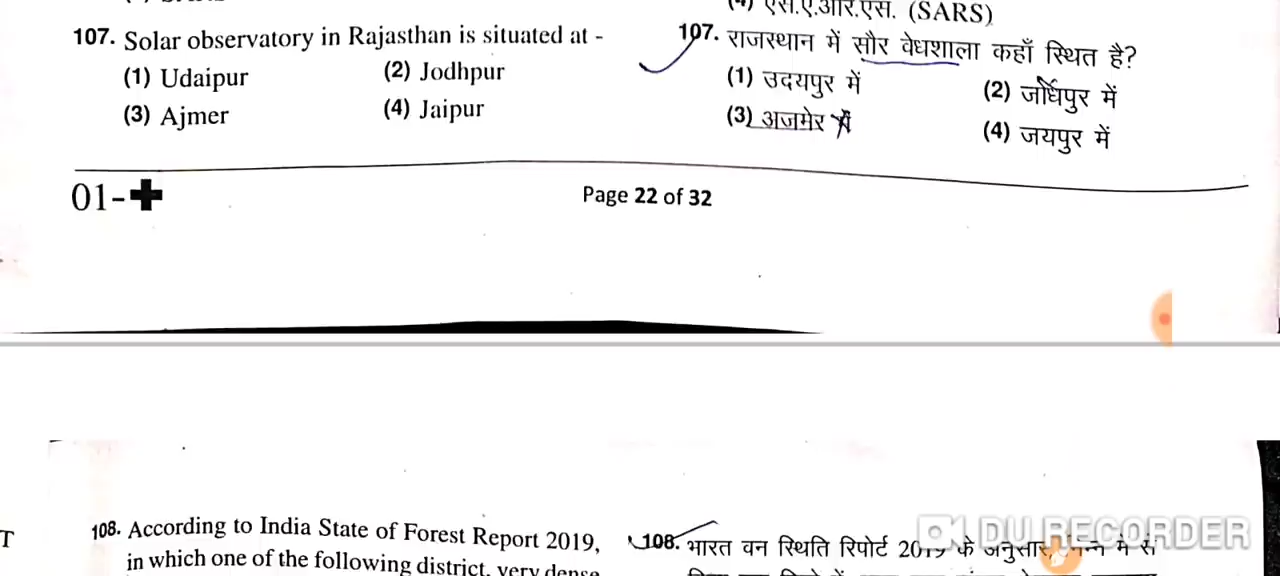 (4) एस.ए.आर.एस. (SARS)
107. Solar observatory in Rajasthan is situated at -
(1) Udaipur (2) Jodhpur
(3) Ajmer (4) Jaipur
107. राजस्थान में सौर वेधशाला कहाँ स्थित है?
(1) उदयपुर में (2) जोधपुर में
(3) अजमेर में (4) जयपुर में
01-✚ Page 22 of 32
T
108. According to India State of Forest Report 2019,
in which one of the following district, very dense
108. भारत वन स्थिति रिपोर्ट 2019 के अनुसार, निम्न में से
DU RECORDER